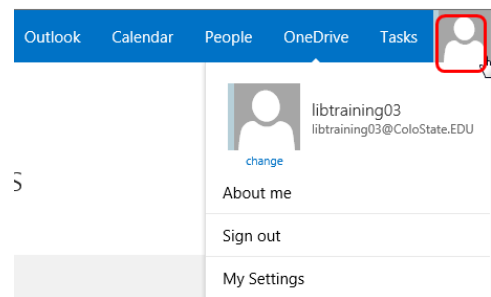 Outlook Calendar People OneDrive Tasks
libtraining03
libtraining03@ColoState.EDU
change
s
About me
Sign out
My Settings